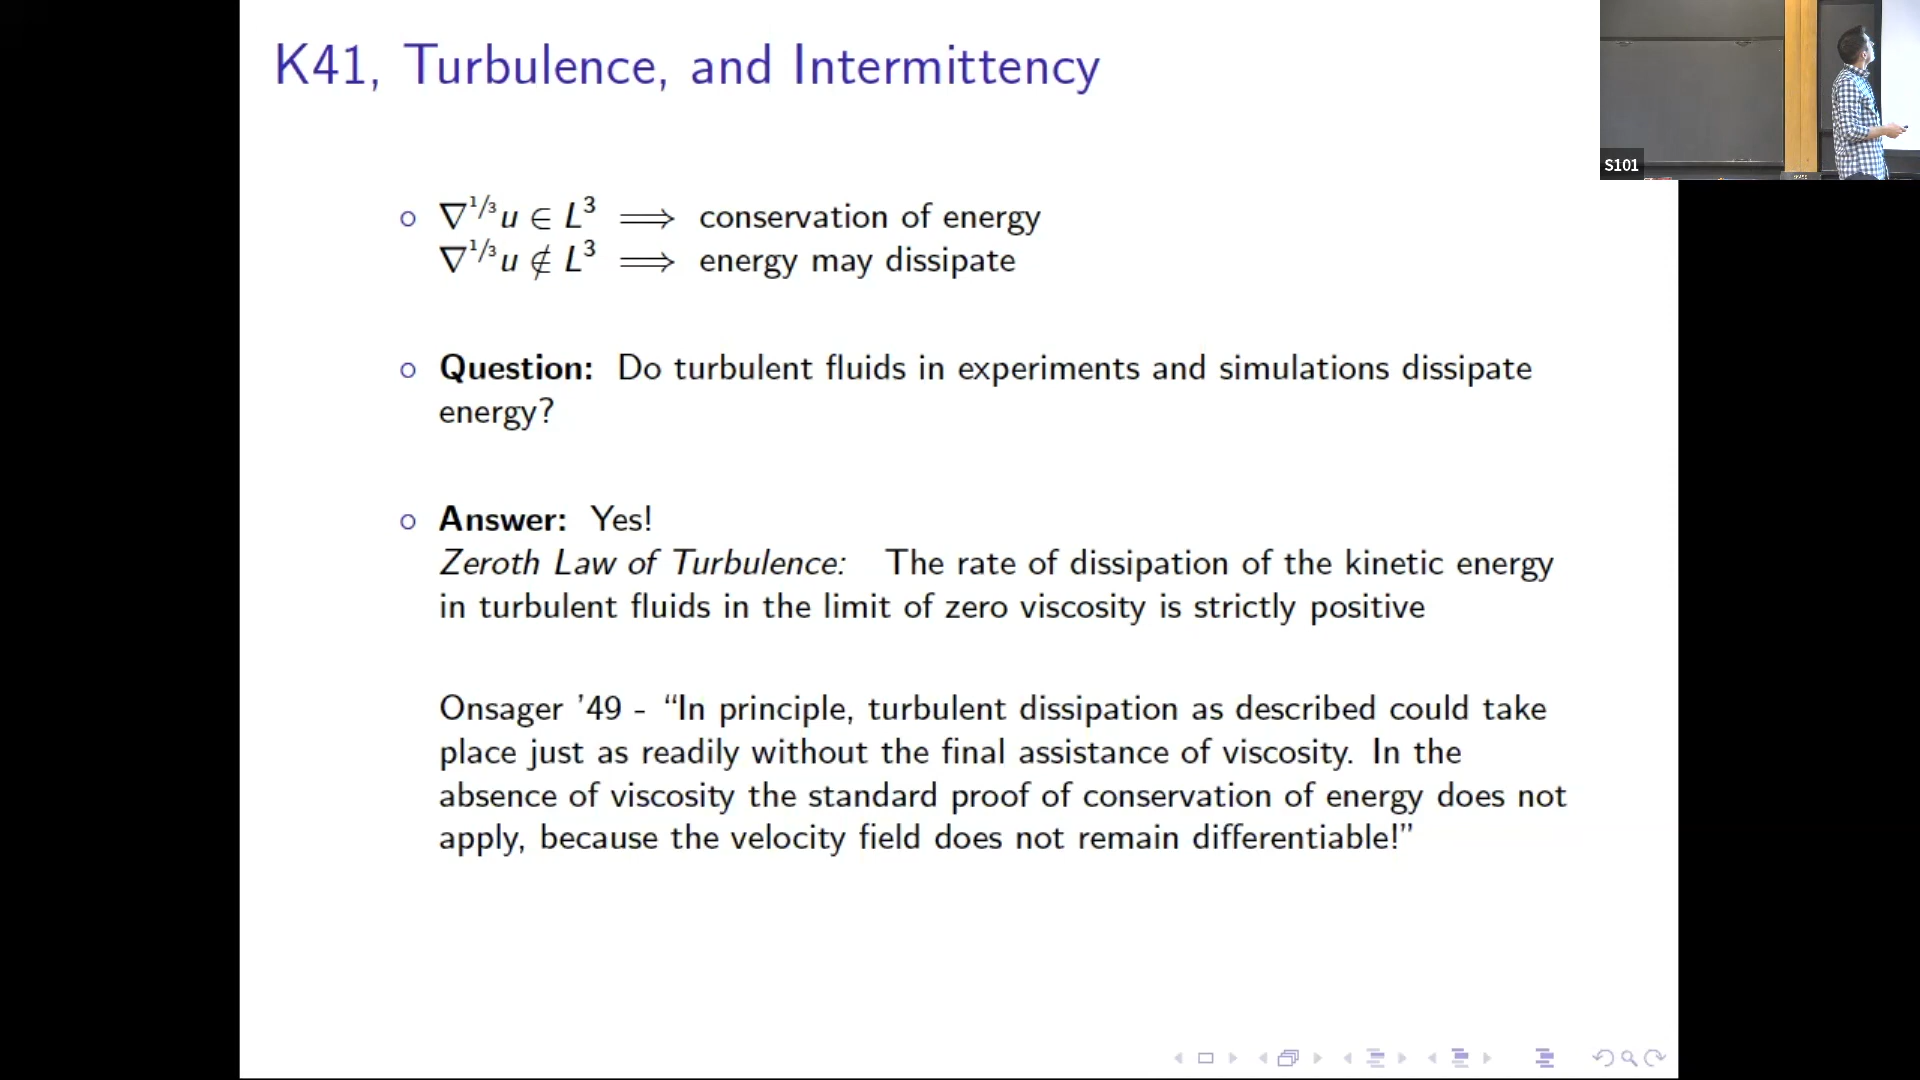 K41, Turbulence, and Intermittency
S101
∇^{1/3}u ∈ L^3 ⟹ conservation of energy
∇^{1/3}u ∉ L^3 ⟹ energy may dissipate
Question: Do turbulent fluids in experiments and simulations dissipate
energy?
Answer: Yes!
Zeroth Law of Turbulence: The rate of dissipation of the kinetic energy
in turbulent fluids in the limit of zero viscosity is strictly positive
Onsager ’49 - “In principle, turbulent dissipation as described could take
place just as readily without the final assistance of viscosity. In the
absence of viscosity the standard proof of conservation of energy does not
apply, because the velocity field does not remain differentiable!”